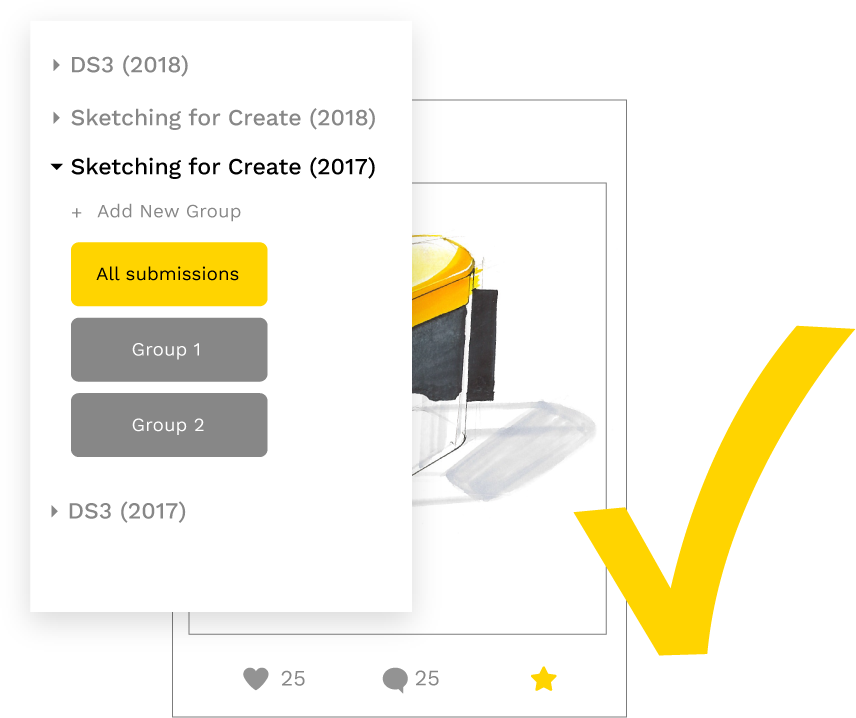 DS3 (2018)
Sketching for Create (2018)
Sketching for Create (2017)
+ Add New Group
All submissions
Group 1
Group 2
DS3 (2017)
25
25